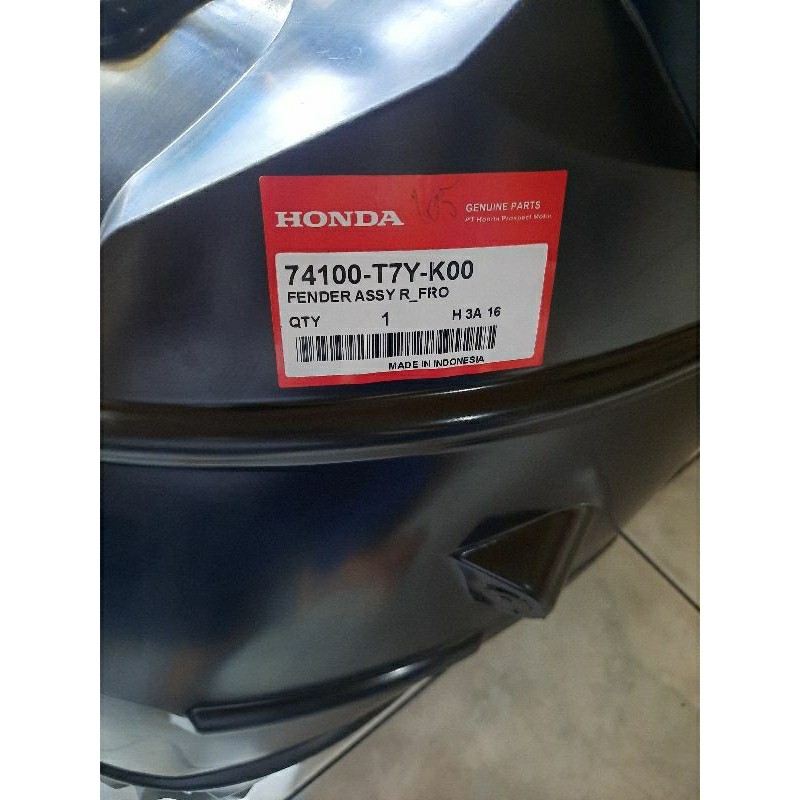 HONDA
165
GENUINE PARTS
PT Honda Prospect Motor
74100-T7Y-K00
FENDER ASSY R_FRO
QTY 1 H 3A 16
MADE IN INDONESIA